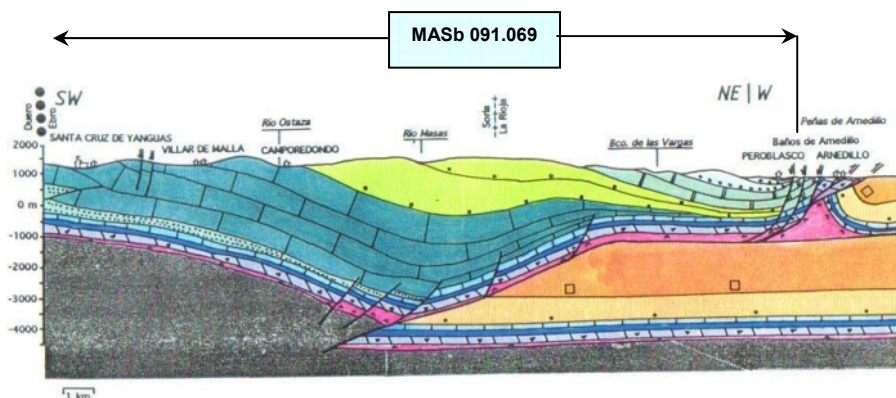 MASb 091.069
SW
NE | W
Duero
Ebro
SANTA CRUZ DE YANGUAS
VILLAR DE MALLA
Río Ostaza
CAMPOREDONDO
Río Masas
Soria
La Rioja
Bco. de las Vargas
Peñas de Arnedillo
Baños de Arnedillo
PEROBLASCO
ARNEDILLO
2000
1000
0 m
-1000
-2000
-3000
-4000
1 km